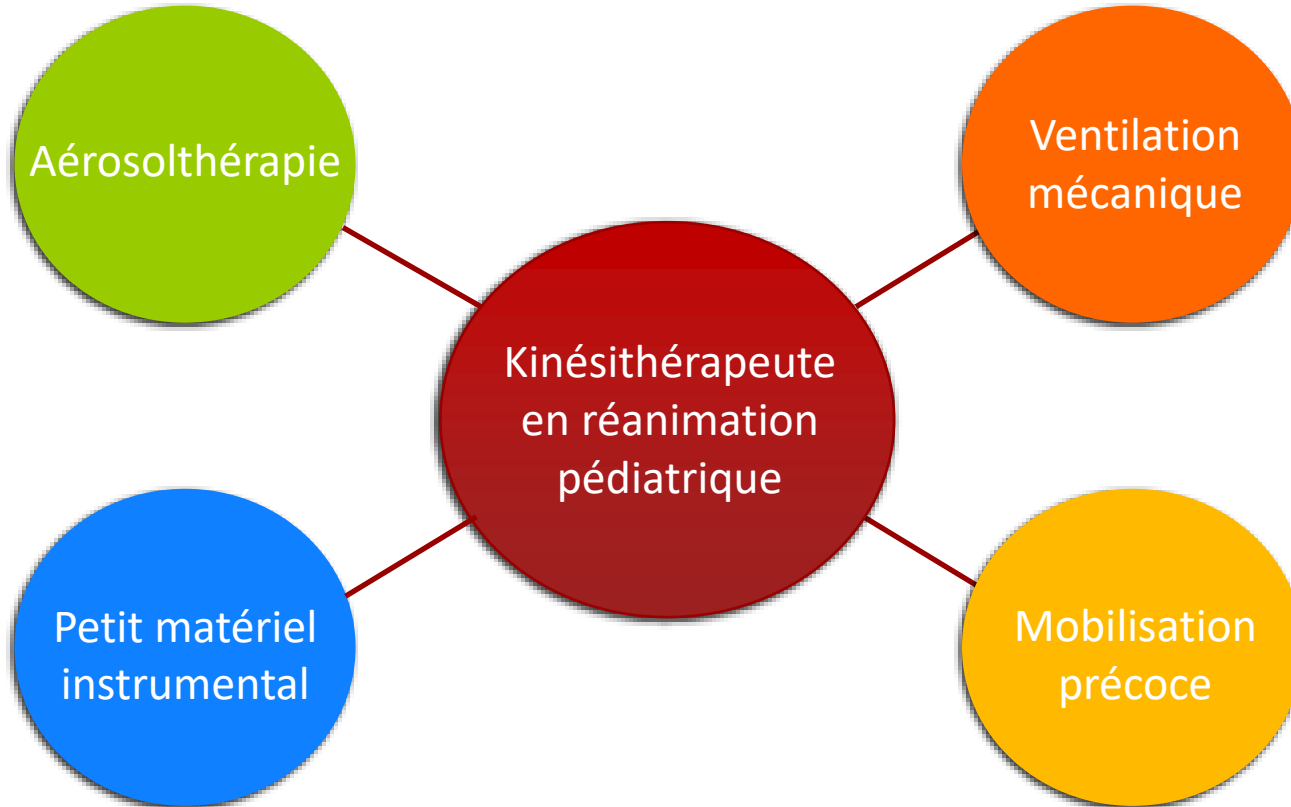 Aérosolthérapie
Ventilation
mécanique
Kinésithérapeute
en réanimation
pédiatrique
Petit matériel
instrumental
Mobilisation
précoce